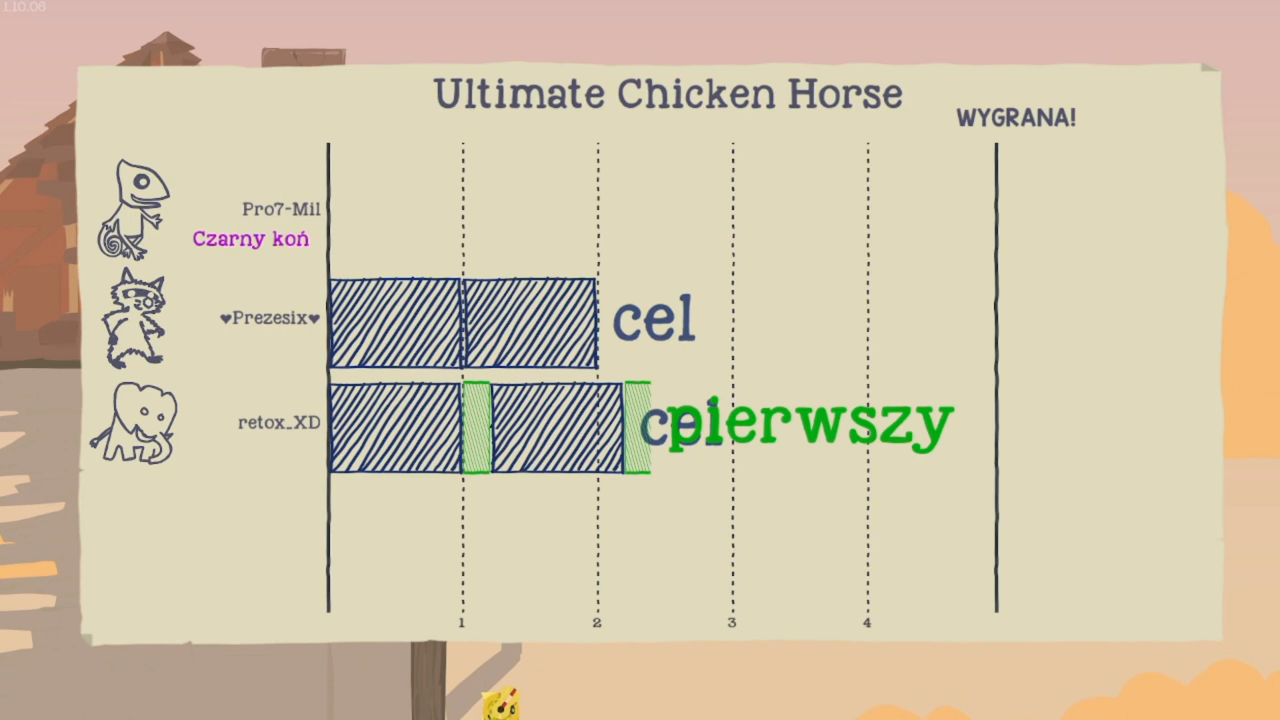 1.10.06
Ultimate Chicken Horse
WYGRANA!
Pro7-Mil
Czarny koń
♥Prezesix♥
cel
retox_XD
cel
pierwszy
1 2 3 4